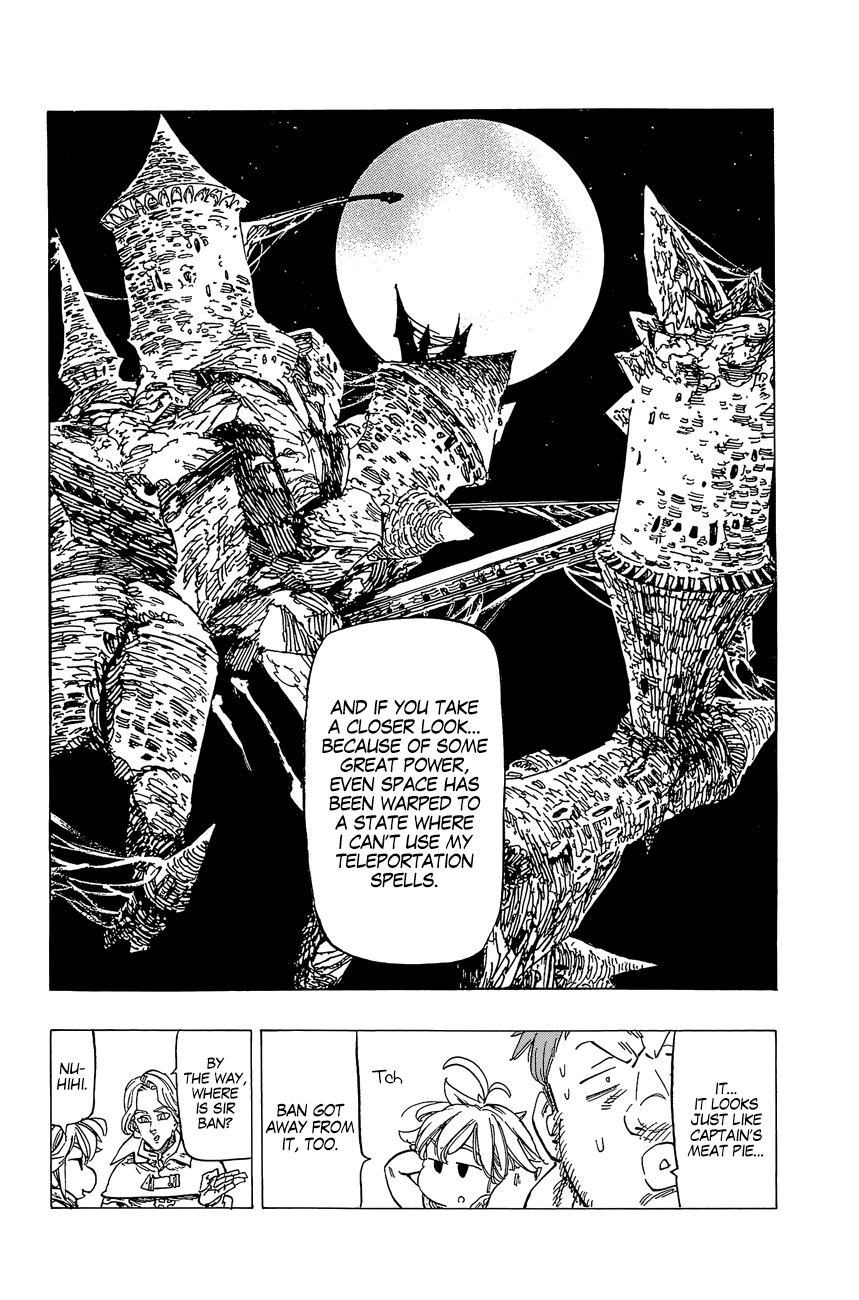 AND IF YOU TAKE
A CLOSER LOOK...
BECAUSE OF SOME
GREAT POWER,
EVEN SPACE HAS
BEEN WARPED TO
A STATE WHERE
I CAN'T USE MY
TELEPORTATION
SPELLS.
IT...
IT LOOKS
JUST LIKE
CAPTAIN'S
MEAT PIE...
Tch
BAN GOT
AWAY FROM
IT, TOO.
BY
THE WAY,
WHERE
IS SIR
BAN?
NU-
HIHI.